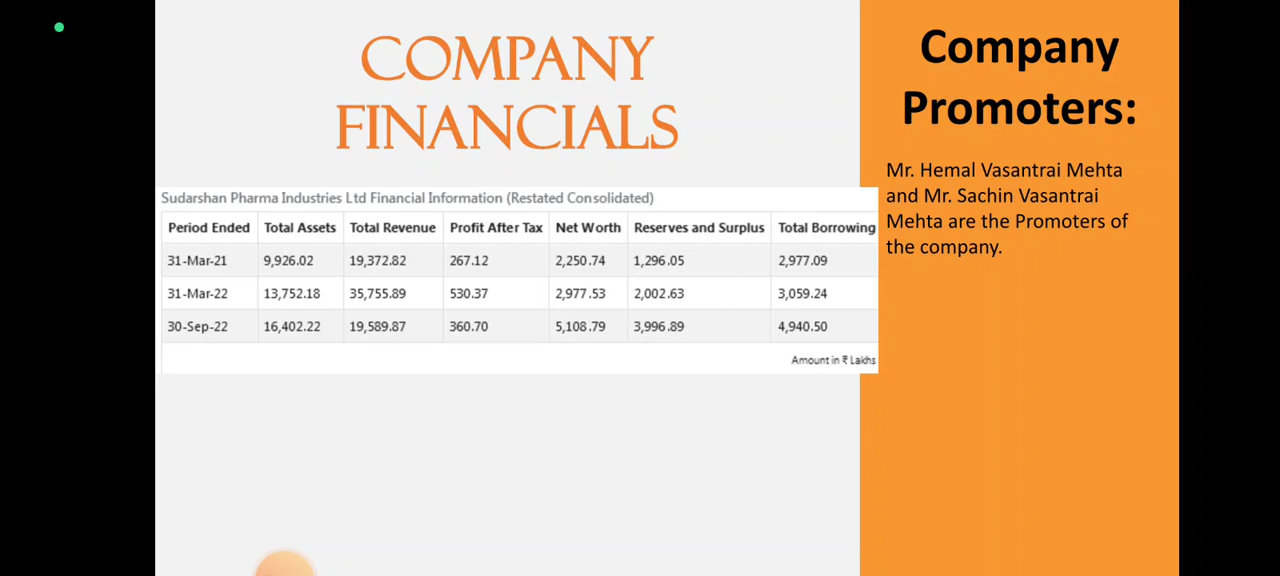 COMPANY
FINANCIALS
Sudarshan Pharma Industries Ltd Financial Information (Restated Consolidated)
Period Ended Total Assets Total Revenue Profit After Tax Net Worth Reserves and Surplus Total Borrowing
31-Mar-21 9,926.02 19,372.82 267.12 2,250.74 1,296.05 2,977.09
31-Mar-22 13,752.18 35,755.89 530.37 2,977.53 2,002.63 3,059.24
30-Sep-22 16,402.22 19,589.87 360.70 5,108.79 3,996.89 4,940.50
Amount in ₹ Lakhs
Company
Promoters:
Mr. Hemal Vasantrai Mehta
and Mr. Sachin Vasantrai
Mehta are the Promoters of
the company.